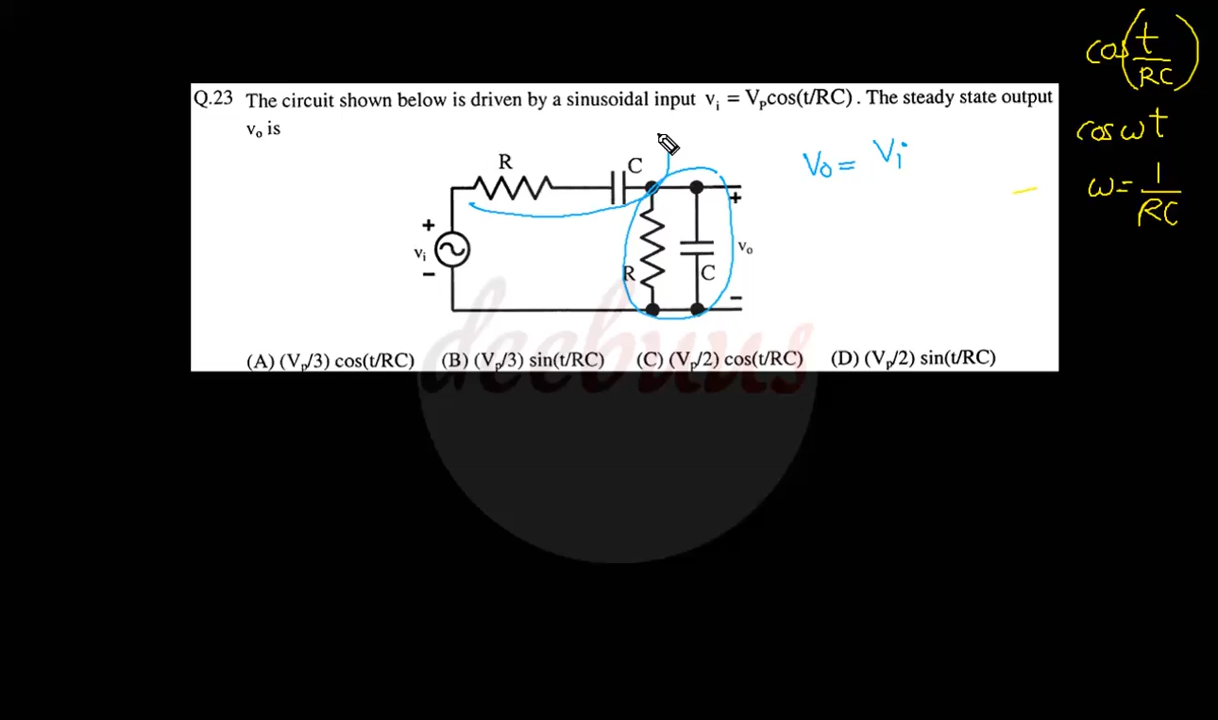 Q.23 The circuit shown below is driven by a sinusoidal input vᵢ = Vₚcos(t/RC). The steady state output
vₒ is
R
C
+
vᵢ
−
R
C
+
vₒ
−
(A) (Vₚ/3) cos(t/RC) (B) (Vₚ/3) sin(t/RC) (C) (Vₚ/2) cos(t/RC) (D) (Vₚ/2) sin(t/RC)
V₀ = Vᵢ
cos(t/RC)
cos ωt
ω = 1/RC
deebuus